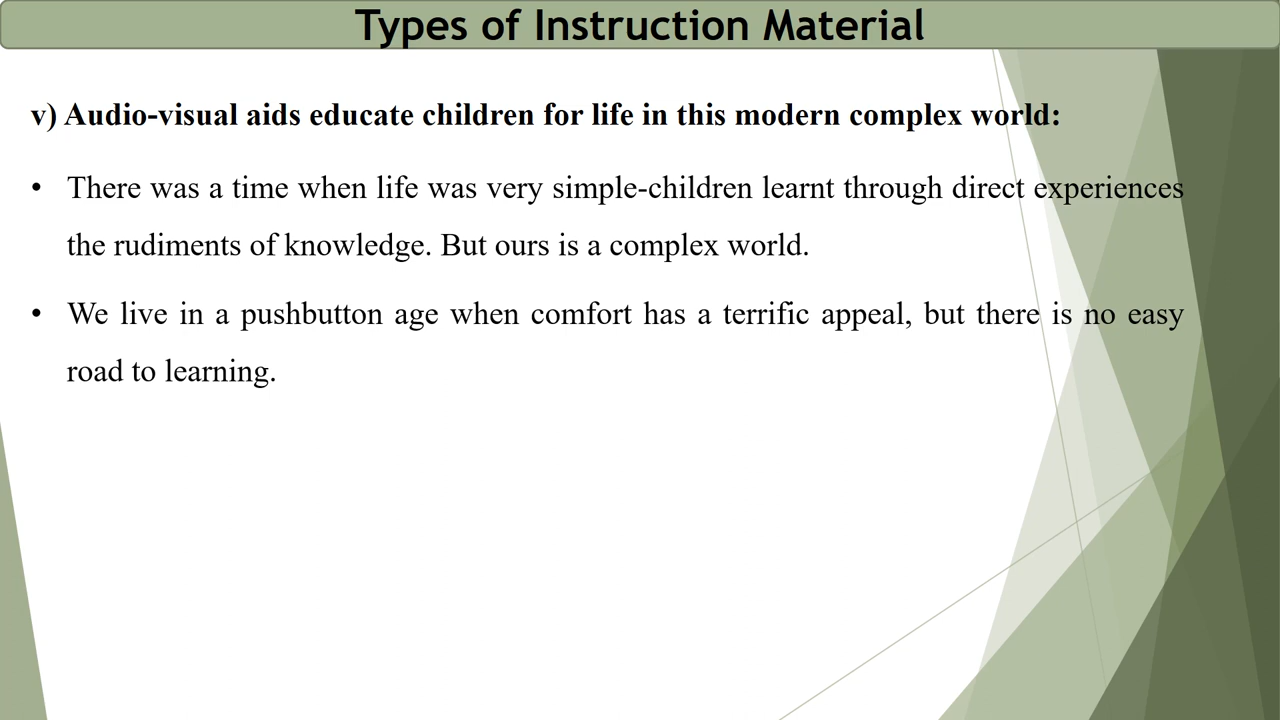 Types of Instruction Material
v) Audio-visual aids educate children for life in this modern complex world:
• There was a time when life was very simple-children learnt through direct experiences
the rudiments of knowledge. But ours is a complex world.
• We live in a pushbutton age when comfort has a terrific appeal, but there is no easy
road to learning.